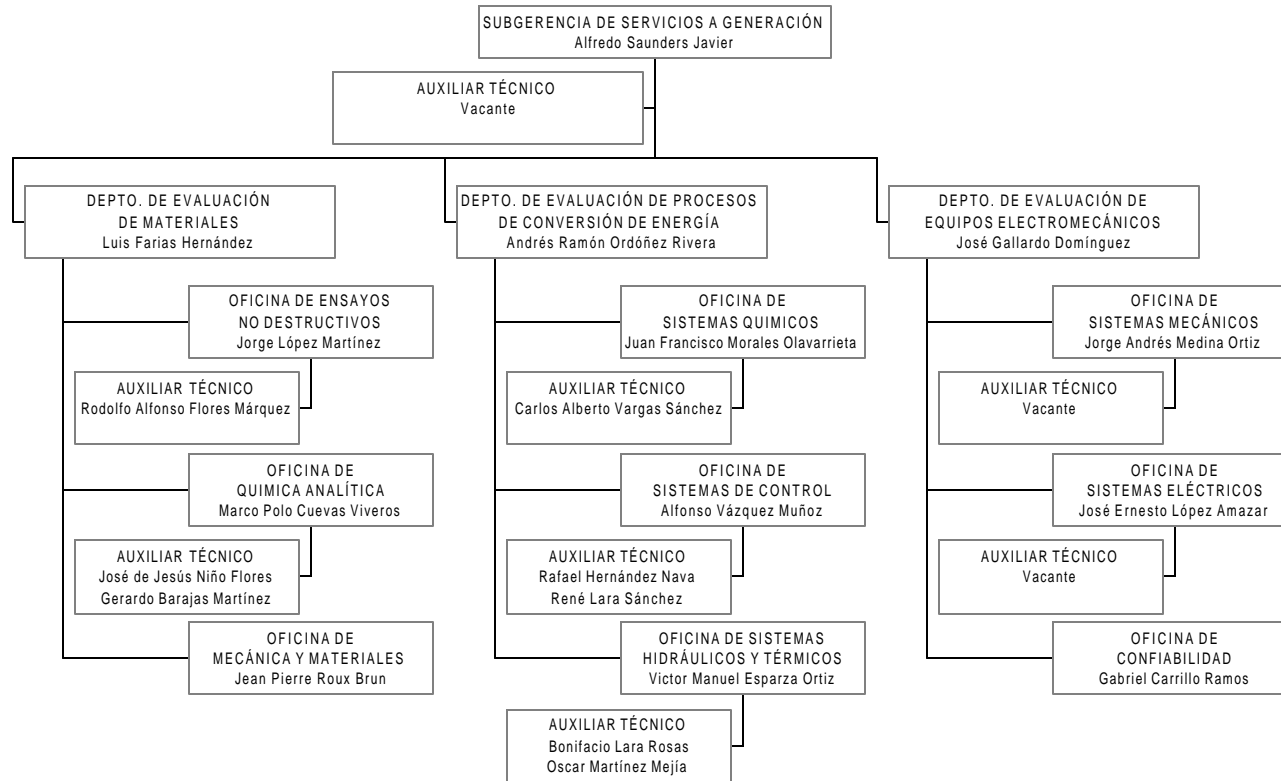 SUBGERENCIA DE SERVICIOS A GENERACIÓN
Alfredo Saunders Javier
AUXILIAR TÉCNICO
Vacante
DEPTO. DE EVALUACIÓN
DE MATERIALES
Luis Farias Hernández
OFICINA DE ENSAYOS
NO DESTRUCTIVOS
Jorge López Martínez
AUXILIAR TÉCNICO
Rodolfo Alfonso Flores Márquez
OFICINA DE
QUIMICA ANALÍTICA
Marco Polo Cuevas Viveros
AUXILIAR TÉCNICO
José de Jesús Niño Flores
Gerardo Barajas Martínez
OFICINA DE
MECÁNICA Y MATERIALES
Jean Pierre Roux Brun
DEPTO. DE EVALUACIÓN DE PROCESOS
DE CONVERSIÓN DE ENERGÍA
Andrés Ramón Ordóñez Rivera
OFICINA DE
SISTEMAS QUIMICOS
Juan Francisco Morales Olavarrieta
AUXILIAR TÉCNICO
Carlos Alberto Vargas Sánchez
OFICINA DE
SISTEMAS DE CONTROL
Alfonso Vázquez Muñoz
AUXILIAR TÉCNICO
Rafael Hernández Nava
René Lara Sánchez
OFICINA DE SISTEMAS
HIDRÁULICOS Y TÉRMICOS
Victor Manuel Esparza Ortiz
AUXILIAR TÉCNICO
Bonifacio Lara Rosas
Oscar Martínez Mejía
DEPTO. DE EVALUACIÓN DE
EQUIPOS ELECTROMECÁNICOS
José Gallardo Domínguez
OFICINA DE
SISTEMAS MECÁNICOS
Jorge Andrés Medina Ortiz
AUXILIAR TÉCNICO
Vacante
OFICINA DE
SISTEMAS ELÉCTRICOS
José Ernesto López Amazar
AUXILIAR TÉCNICO
Vacante
OFICINA DE
CONFIABILIDAD
Gabriel Carrillo Ramos